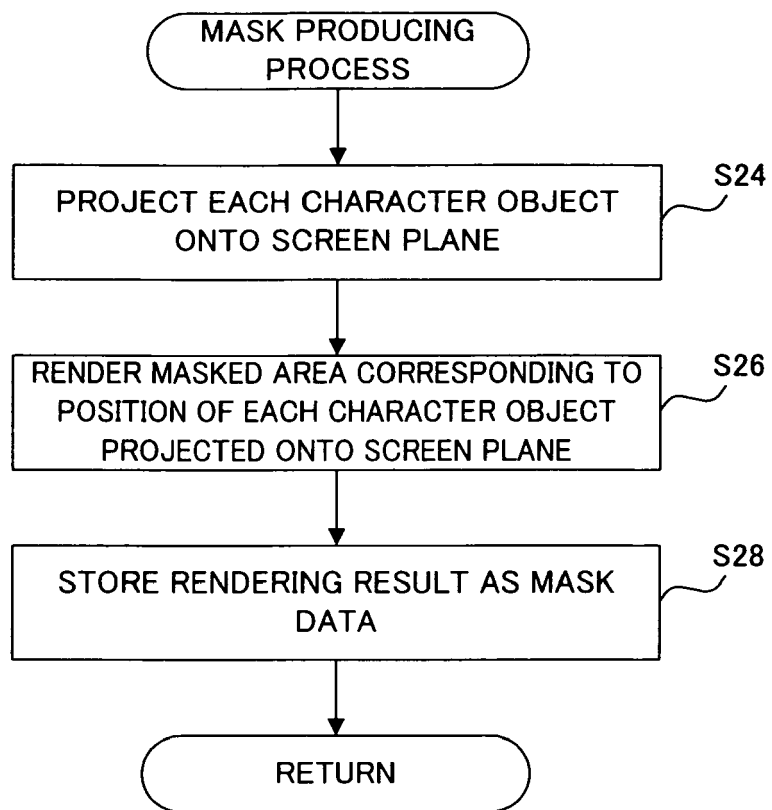 MASK PRODUCING
PROCESS
S24
PROJECT EACH CHARACTER OBJECT
ONTO SCREEN PLANE
S26
RENDER MASKED AREA CORRESPONDING TO
POSITION OF EACH CHARACTER OBJECT
PROJECTED ONTO SCREEN PLANE
S28
STORE RENDERING RESULT AS MASK
DATA
RETURN